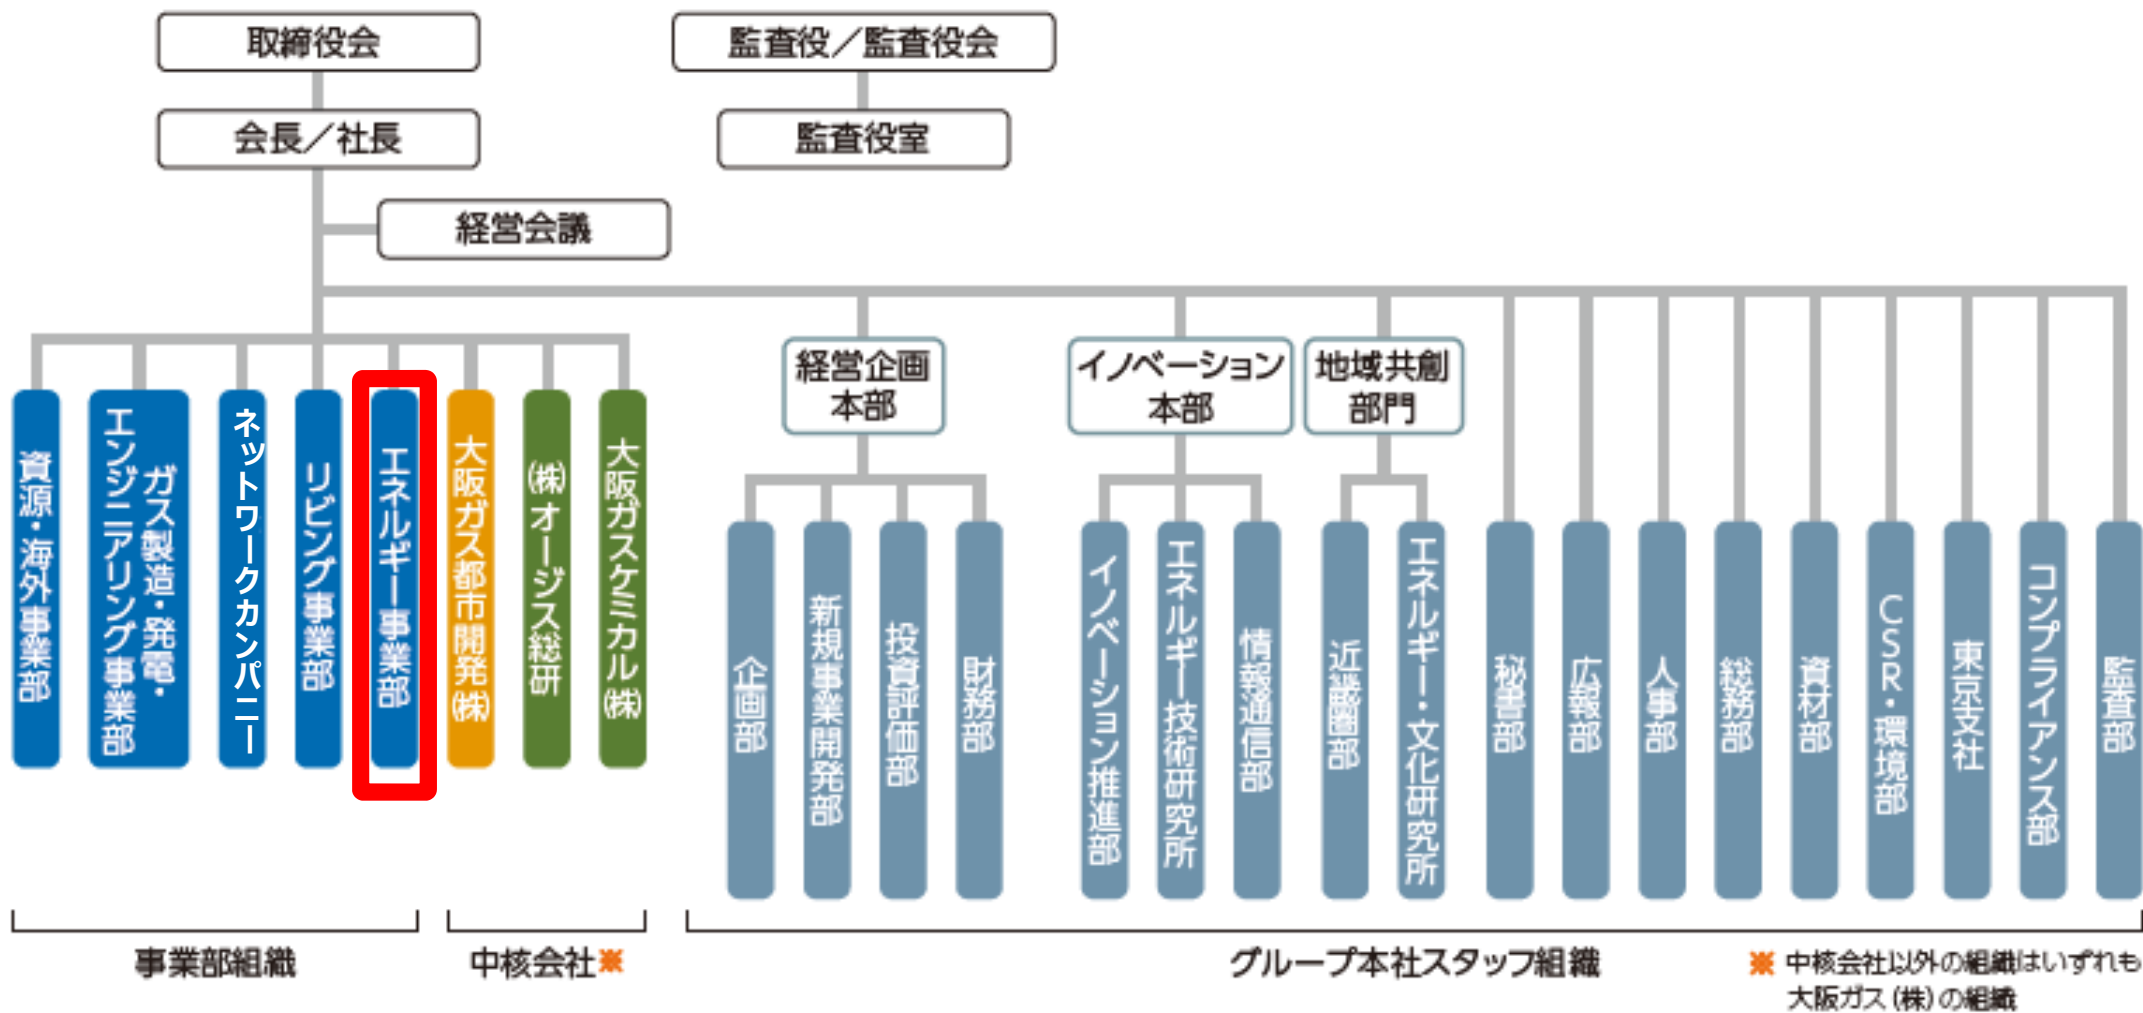 取締役会
監査役／監査役会
会長／社長
監査役室
経営会議
経営企画
本部
イノベーション
本部
地域共創
部門
資源・海外事業部
ガス製造・発電・
エンジニアリング事業部
ネットワークカンパニー
リビング事業部
エネルギー事業部
大阪ガス都市開発(株)
(株)オージス総研
大阪ガスケミカル(株)
企画部
新規事業開発部
投資評価部
財務部
イノベーション推進部
エネルギー技術研究所
情報通信部
近畿圏部
エネルギー・文化研究所
秘書部
広報部
人事部
総務部
資材部
CSR・環境部
東京支社
コンプライアンス部
監査部
事業部組織
中核会社※
グループ本社スタッフ組織
※ 中核会社以外の組織はいずれも
大阪ガス(株)の組織